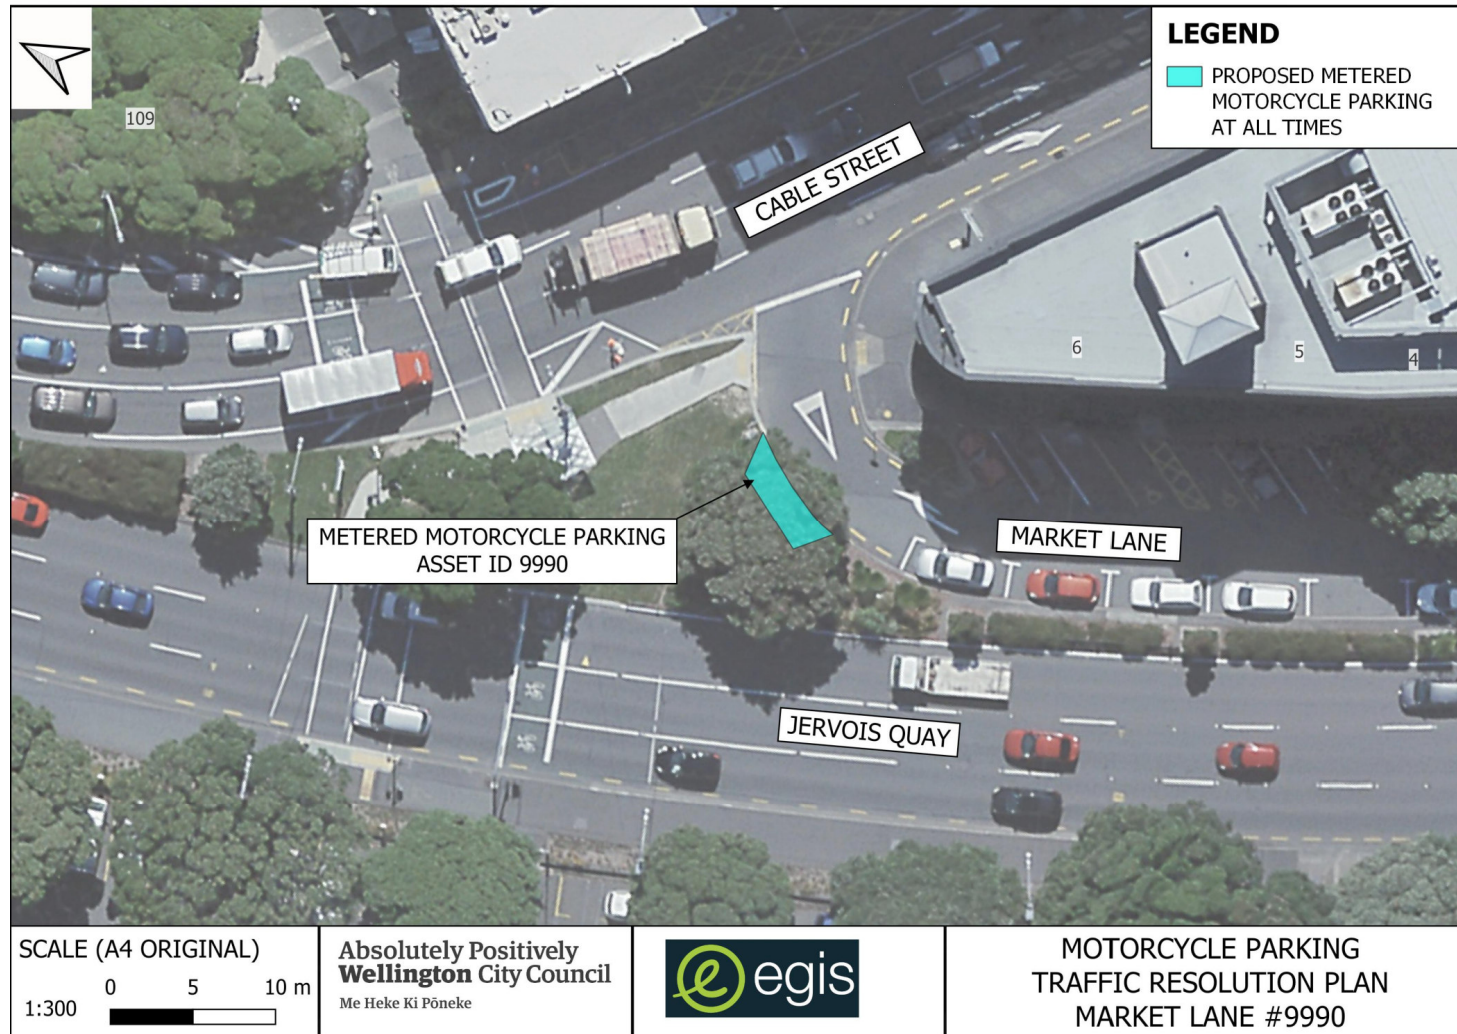 LEGEND
PROPOSED METERED
MOTORCYCLE PARKING
AT ALL TIMES
109
CABLE STREET
6
5
4
METERED MOTORCYCLE PARKING
ASSET ID 9990
MARKET LANE
JERVOIS QUAY
SCALE (A4 ORIGINAL)
1:300
0 5 10 m
Absolutely Positively
Wellington City Council
Me Heke Ki Pōneke
e egis
MOTORCYCLE PARKING
TRAFFIC RESOLUTION PLAN
MARKET LANE #9990